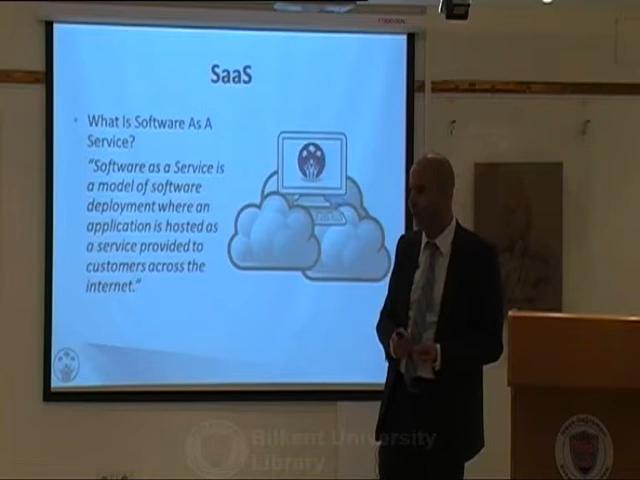 SaaS
• What Is Software As A
Service?
"Software as a Service is
a model of software
deployment where an
application is hosted as
a service provided to
customers across the
internet."
Bilkent University
Library